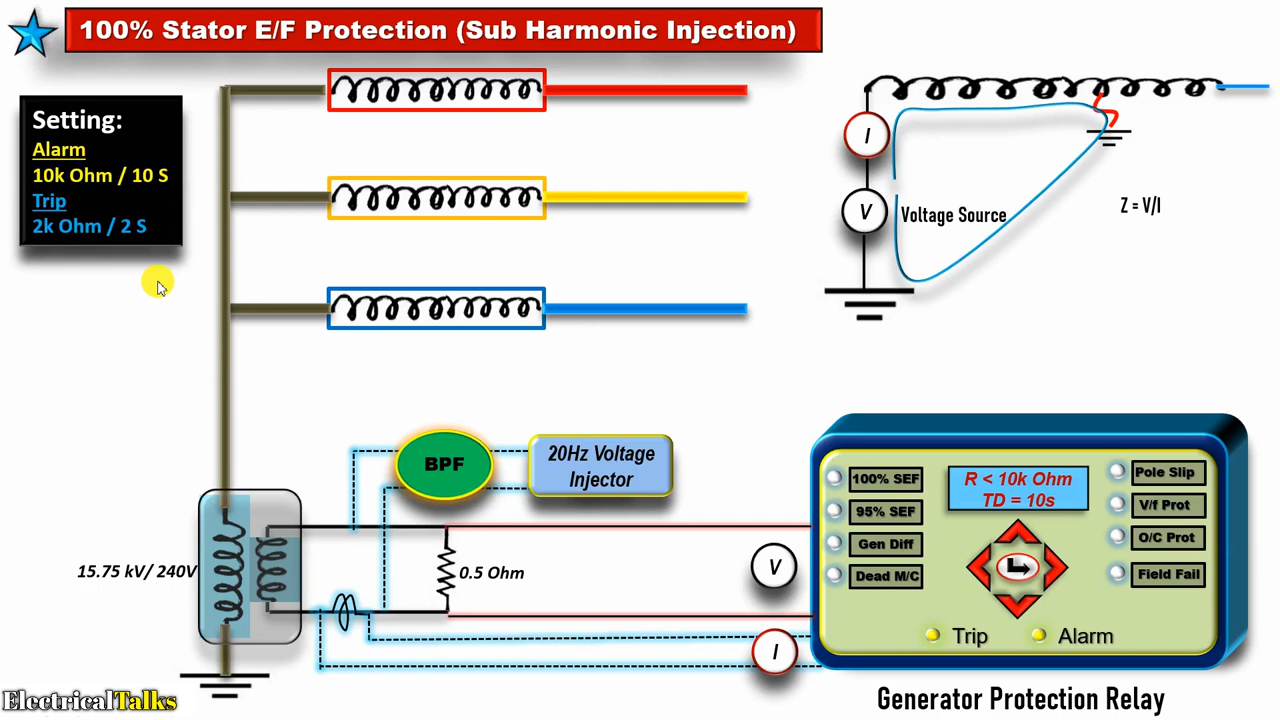 100% Stator E/F Protection (Sub Harmonic Injection)
Setting:
Alarm
10k Ohm / 10 S
Trip
2k Ohm / 2 S
I
V
Voltage Source
Z = V/I
BPF
20Hz Voltage
Injector
15.75 kV/ 240V
0.5 Ohm
V
I
100% SEF
95% SEF
Gen Diff
Dead M/C
R < 10k Ohm
TD = 10s
Pole Slip
V/f Prot
O/C Prot
Field Fail
Trip
Alarm
Generator Protection Relay
ElectricalTalks